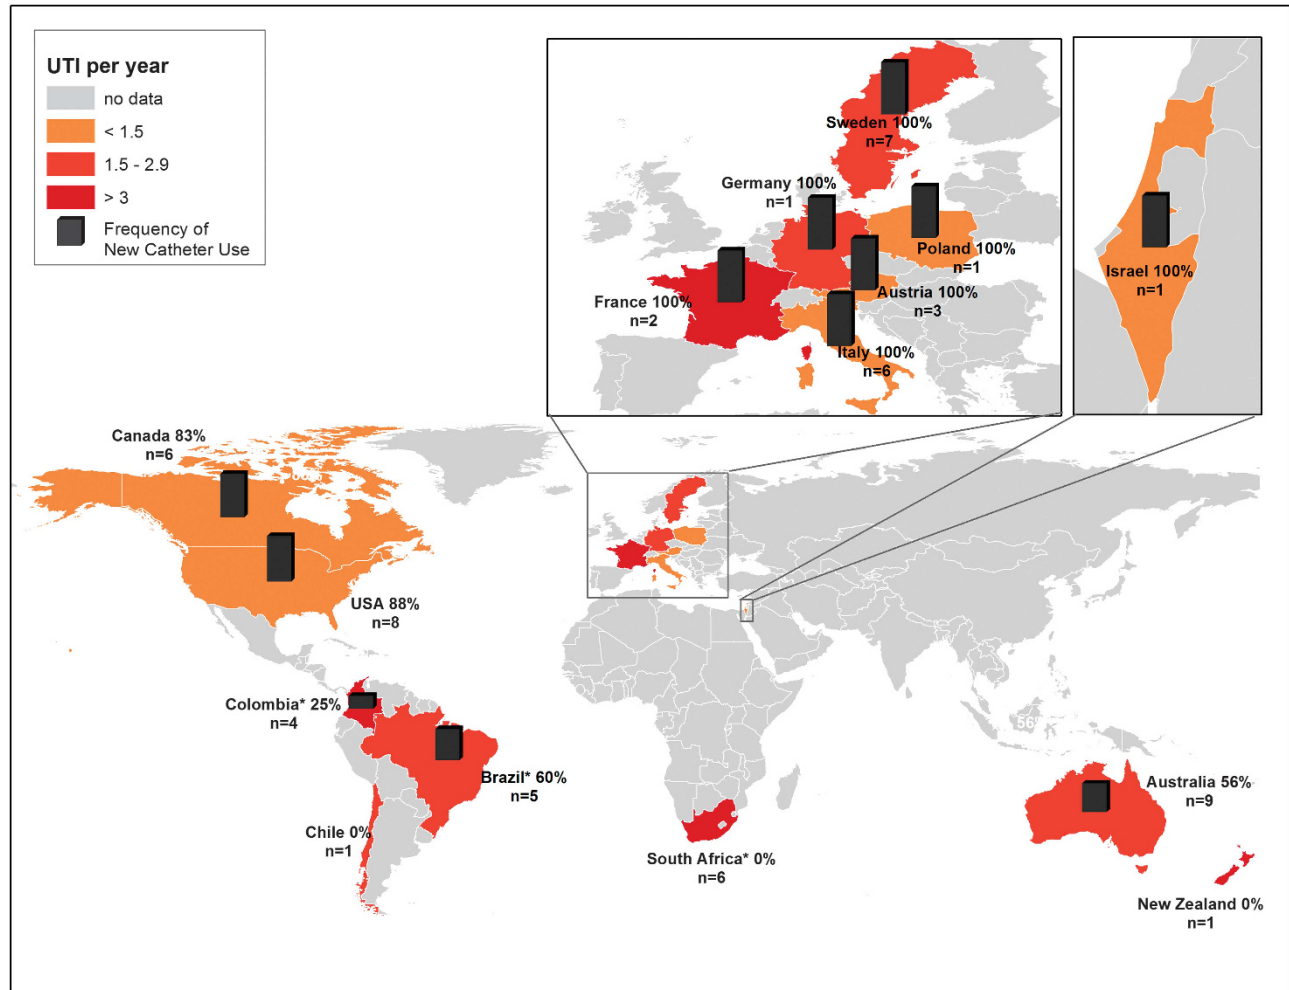 UTI per year
no data
< 1.5
1.5 - 2.9
> 3
Frequency of
New Catheter Use
Sweden 100%
n=7
Germany 100%
n=1
Poland 100%
n=1
Austria 100%
n=3
France 100%
n=2
Italy 100%
n=6
Israel 100%
n=1
Canada 83%
n=6
USA 88%
n=8
Colombia* 25%
n=4
Brazil* 60%
n=5
Chile 0%
n=1
South Africa* 0%
n=6
56%
Australia 56%
n=9
New Zealand 0%
n=1